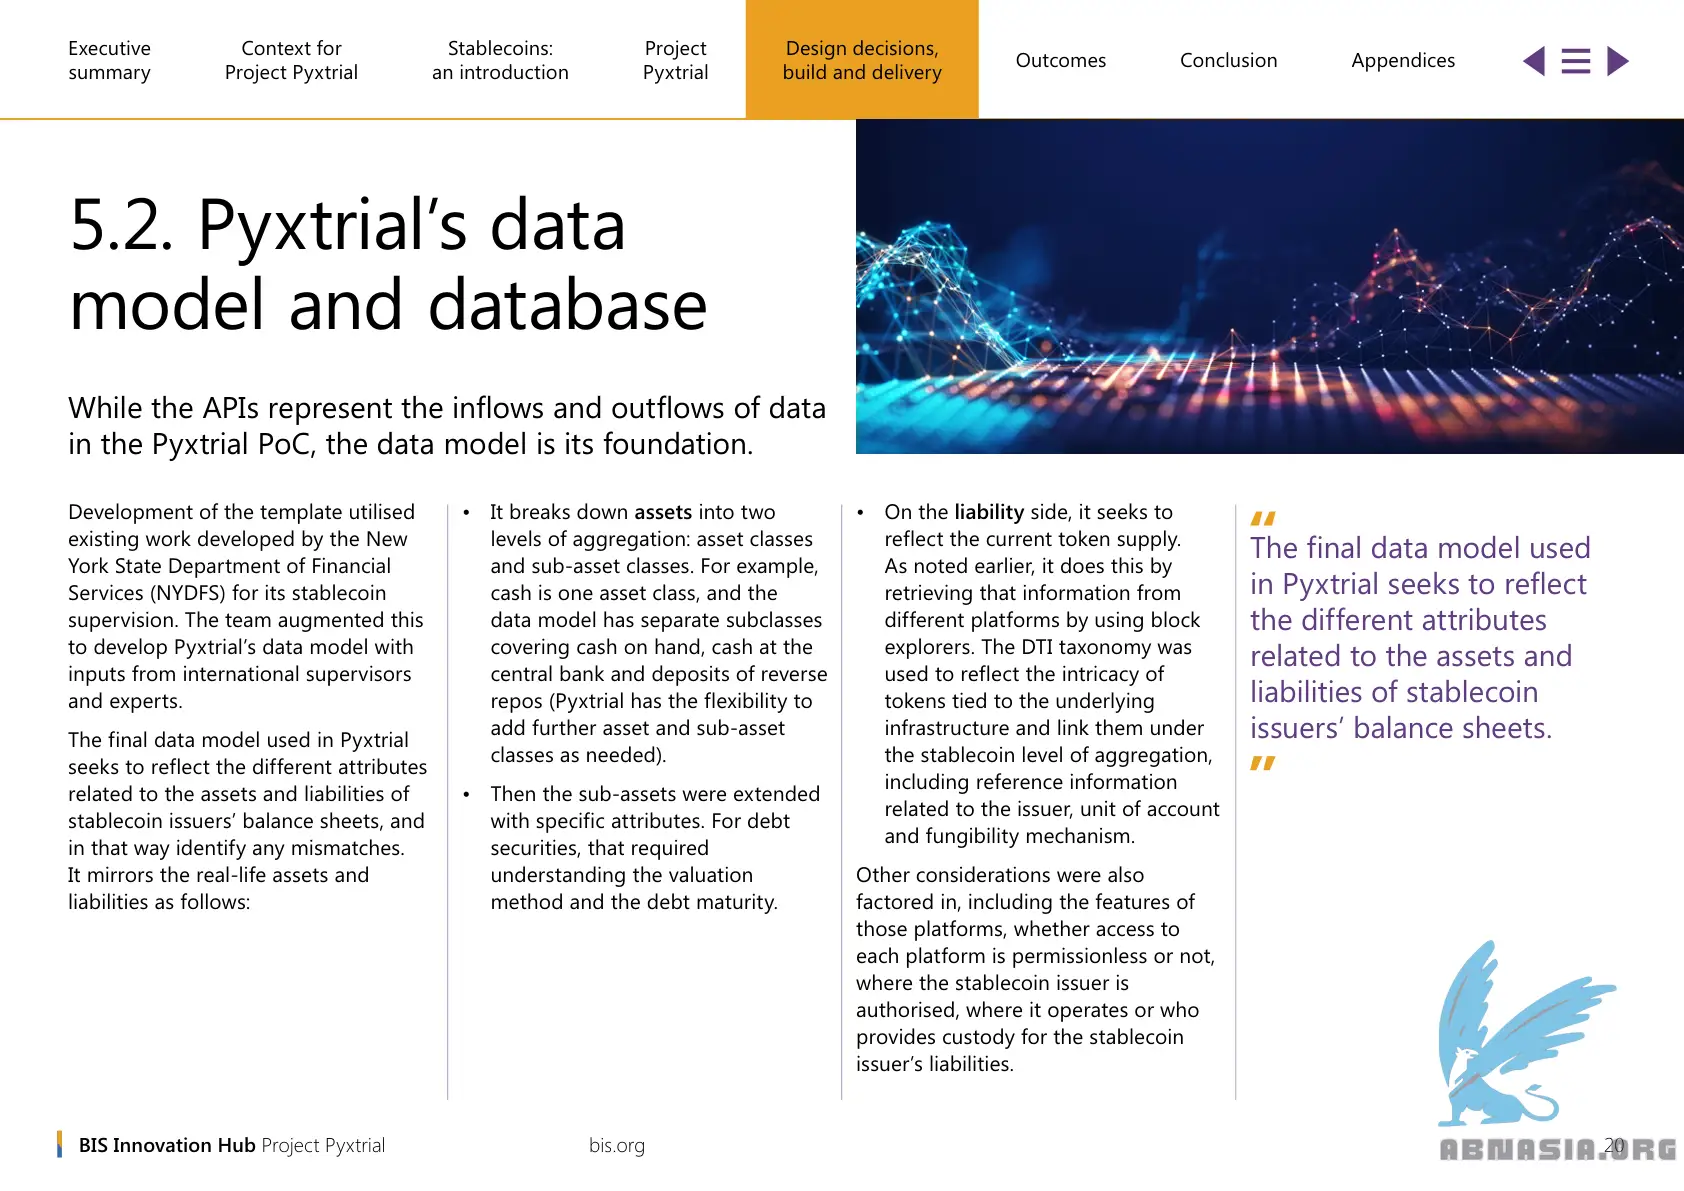 Executive
summary
Context for
Project Pyxtrial
Stablecoins:
an introduction
Project
Pyxtrial
Design decisions,
build and delivery
Outcomes
Conclusion
Appendices
5.2. Pyxtrial’s data
model and database
While the APIs represent the inflows and outflows of data
in the Pyxtrial PoC, the data model is its foundation.
Development of the template utilised
existing work developed by the New
York State Department of Financial
Services (NYDFS) for its stablecoin
supervision. The team augmented this
to develop Pyxtrial’s data model with
inputs from international supervisors
and experts.
The final data model used in Pyxtrial
seeks to reflect the different attributes
related to the assets and liabilities of
stablecoin issuers’ balance sheets, and
in that way identify any mismatches.
It mirrors the real-life assets and
liabilities as follows:
• It breaks down assets into two
levels of aggregation: asset classes
and sub-asset classes. For example,
cash is one asset class, and the
data model has separate subclasses
covering cash on hand, cash at the
central bank and deposits of reverse
repos (Pyxtrial has the flexibility to
add further asset and sub-asset
classes as needed).
• Then the sub-assets were extended
with specific attributes. For debt
securities, that required
understanding the valuation
method and the debt maturity.
• On the liability side, it seeks to
reflect the current token supply.
As noted earlier, it does this by
retrieving that information from
different platforms by using block
explorers. The DTI taxonomy was
used to reflect the intricacy of
tokens tied to the underlying
infrastructure and link them under
the stablecoin level of aggregation,
including reference information
related to the issuer, unit of account
and fungibility mechanism.
Other considerations were also
factored in, including the features of
those platforms, whether access to
each platform is permissionless or not,
where the stablecoin issuer is
authorised, where it operates or who
provides custody for the stablecoin
issuer’s liabilities.
“
The final data model used
in Pyxtrial seeks to reflect
the different attributes
related to the assets and
liabilities of stablecoin
issuers’ balance sheets.
”
BIS Innovation Hub Project Pyxtrial
bis.org
20
ABNASIA.ORG